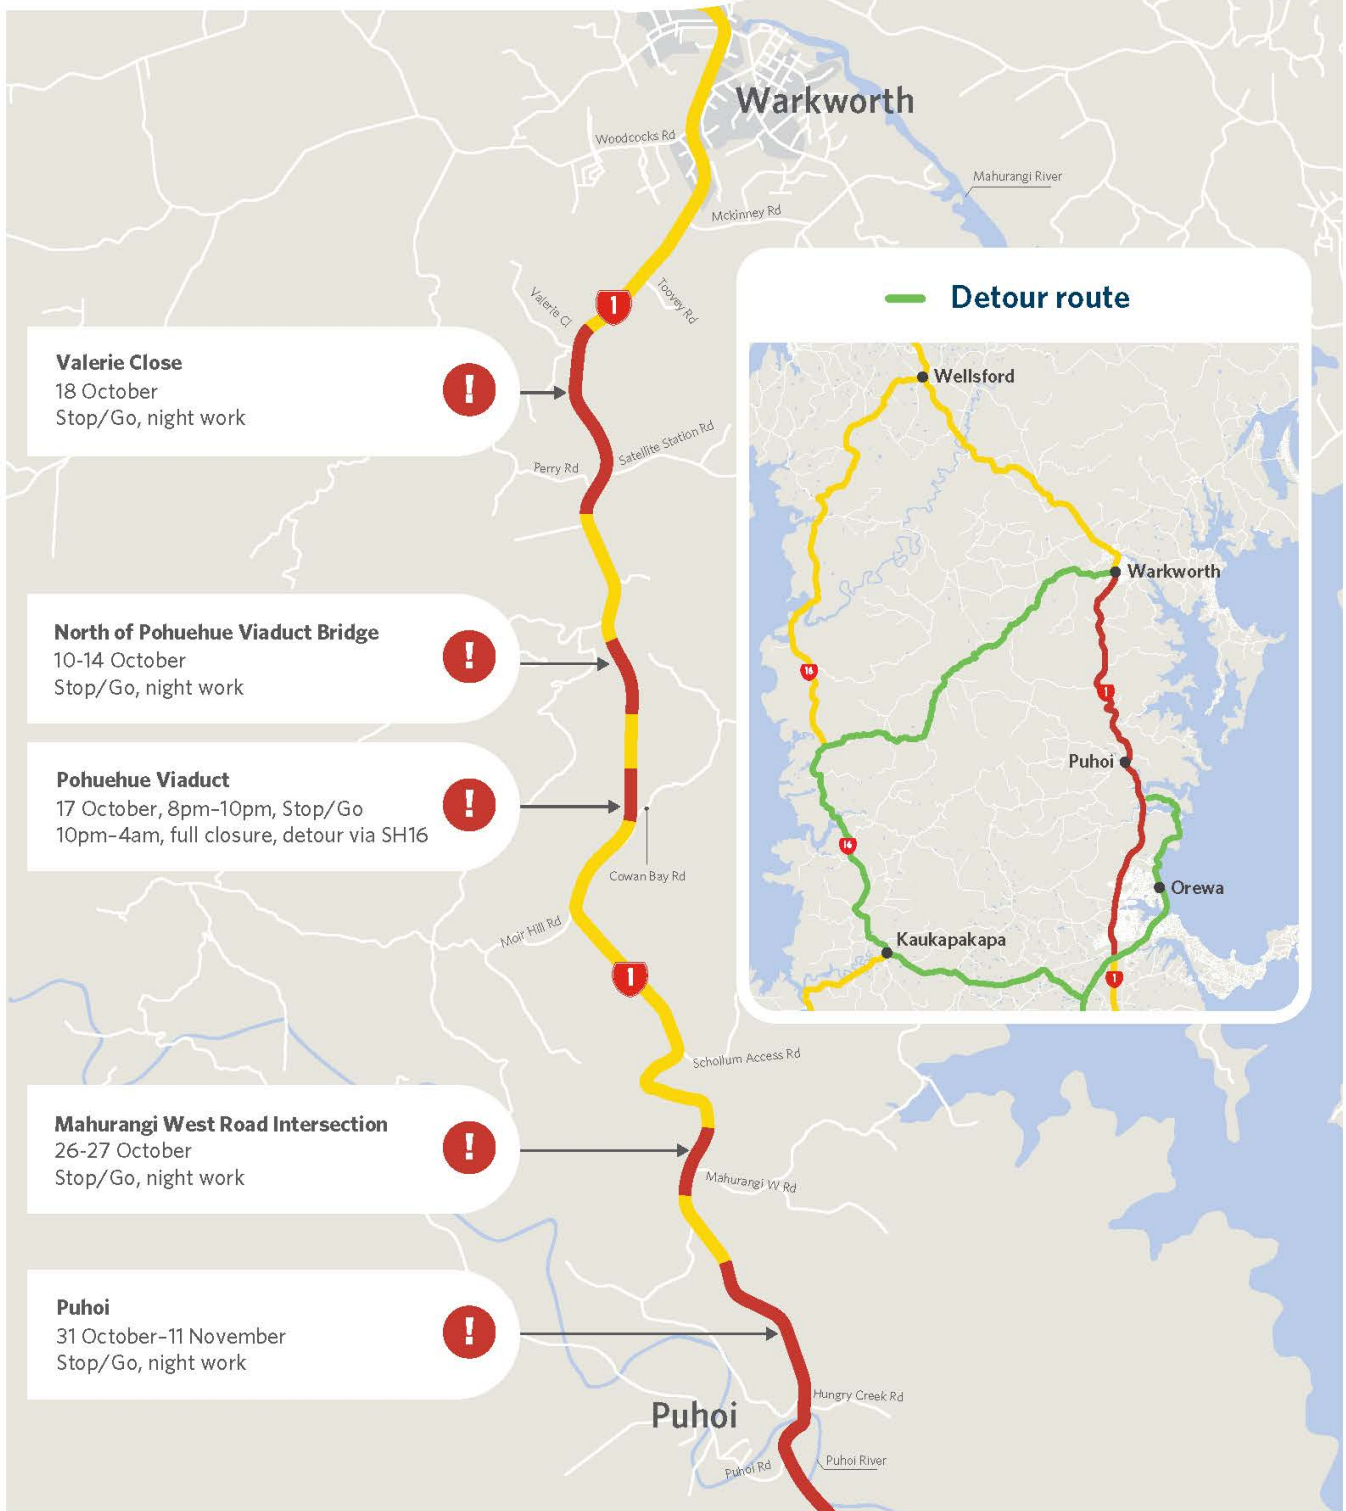 Warkworth
Woodcocks Rd
Mahurangi River
Mckinney Rd
Toovey Rd
Valerie Cl
1
Valerie Close
18 October
Stop/Go, night work
!
Perry Rd
Satellite Station Rd
North of Pohuehue Viaduct Bridge
10-14 October
Stop/Go, night work
!
Pohuehue Viaduct
17 October, 8pm–10pm, Stop/Go
10pm–4am, full closure, detour via SH16
!
Cowan Bay Rd
Moir Hill Rd
1
Schollum Access Rd
Mahurangi West Road Intersection
26-27 October
Stop/Go, night work
!
Mahurangi W Rd
Puhoi
31 October–11 November
Stop/Go, night work
!
Hungry Creek Rd
Puhoi
Puhoi Rd
Puhoi River
Detour route
Wellsford
Warkworth
16
1
Puhoi
16
Orewa
Kaukapakapa
1